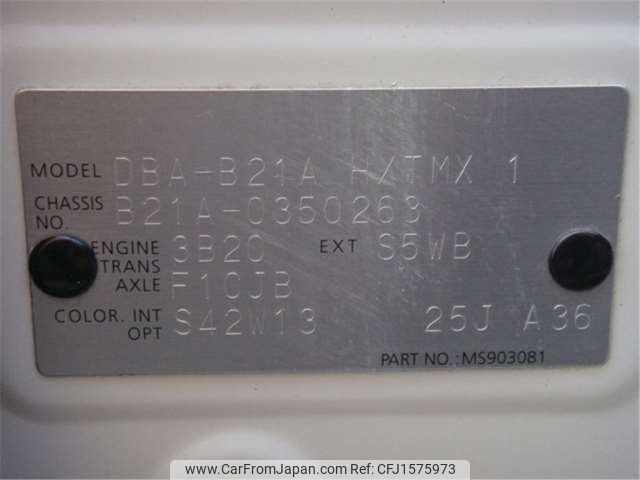 MODEL DBA-B21A HXTMX 1
CHASSIS NO. B21A-0350263
ENGINE 3B20 EXT S5WB
TRANS AXLE F1CJB
COLOR. INT OPT S42W13 25J A36
PART NO.:MS903081
www.CarFromJapan.com CFJ1575973